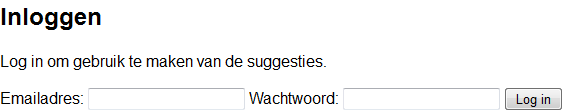 Inloggen
Log in om gebruik te maken van de suggesties.
Emailadres: Wachtwoord: Log in